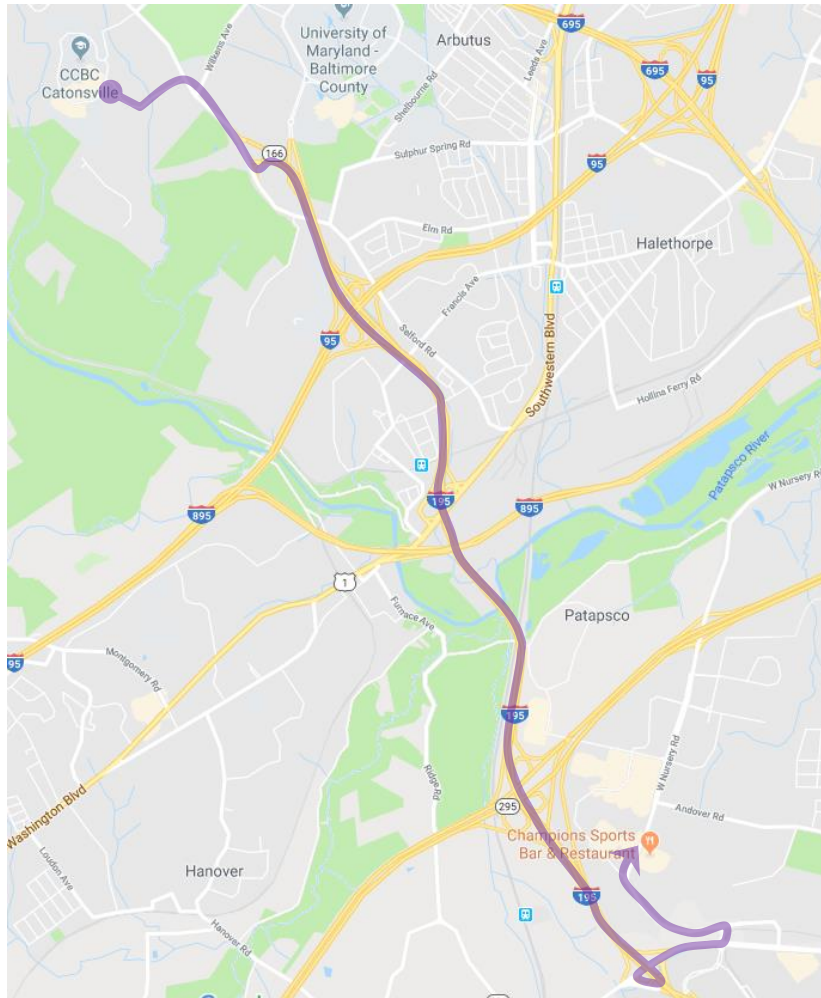 University of
Maryland -
Baltimore
County
Arbutus
695
Wilkens Ave
Leeds Ave
CCBC
Catonsville
Shelbourne Rd
695
95
166
Sulphur Spring Rd
95
Elm Rd
Halethorpe
Francis Ave
95
Selford Rd
Southwestern Blvd
Hollins Ferry Rd
Patapsco River
W Nursery Rd
195
895
895
1
Furnace Ave
Patapsco
Montgomery Rd
95
195
W Nursery Rd
Ridge Rd
295
Andover Rd
Washington Blvd
Champions Sports
Bar & Restaurant
Loudon Ave
Hanover
195
Hanover Rd